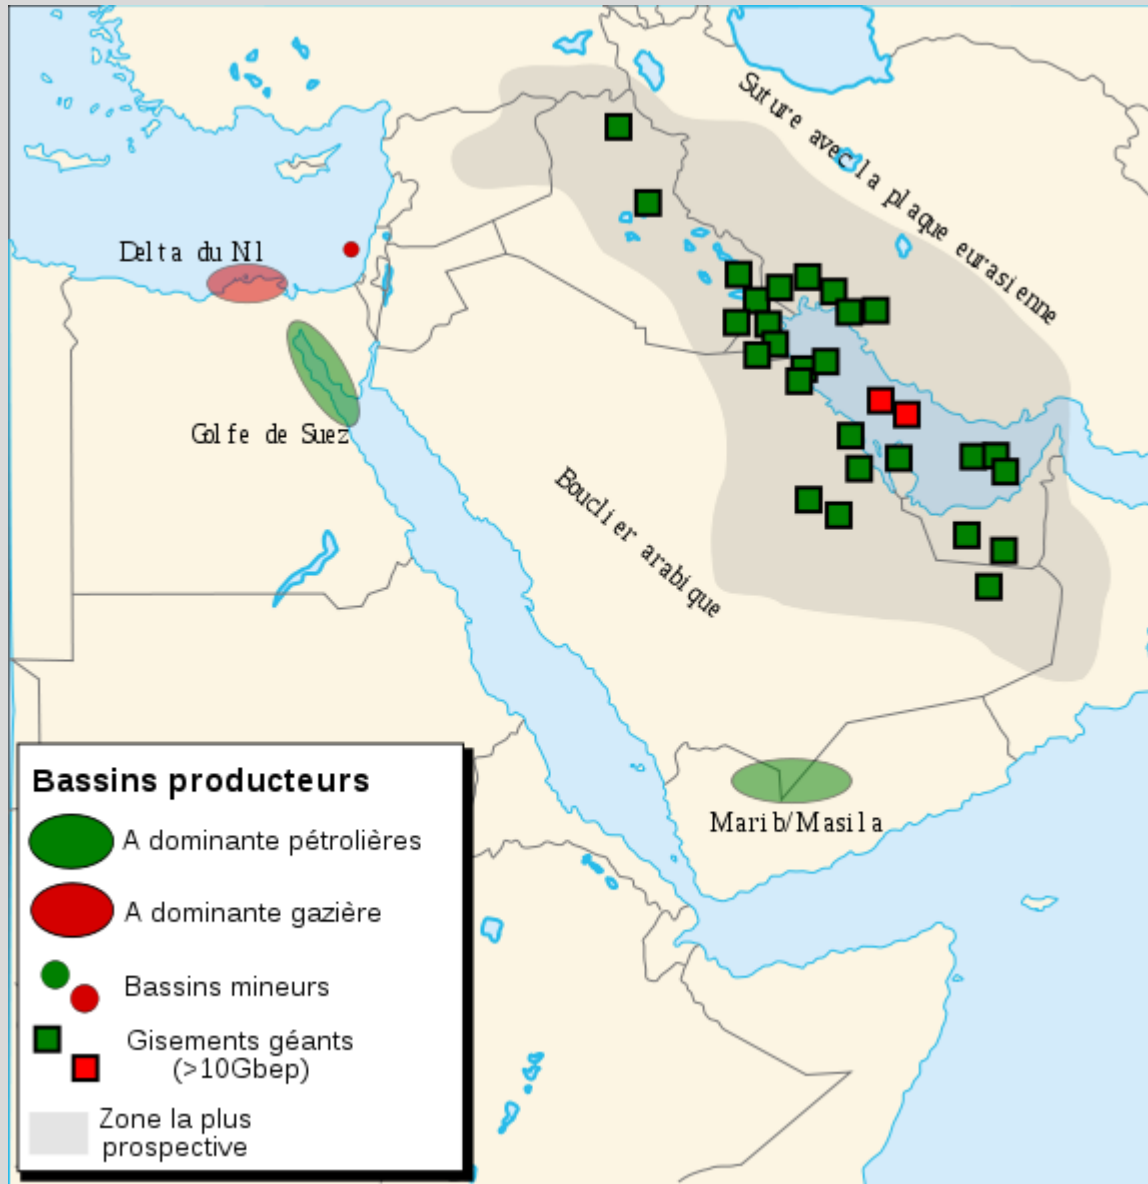 Suture avec la plaque eurasienne
Delta du Nl
Golfe de Suez
Bouclier arabique
Marib/Masila
Bassins producteurs
A dominante pétrolières
A dominante gazière
Bassins mineurs
Gisements géants
(>10Gbep)
Zone la plus
prospective